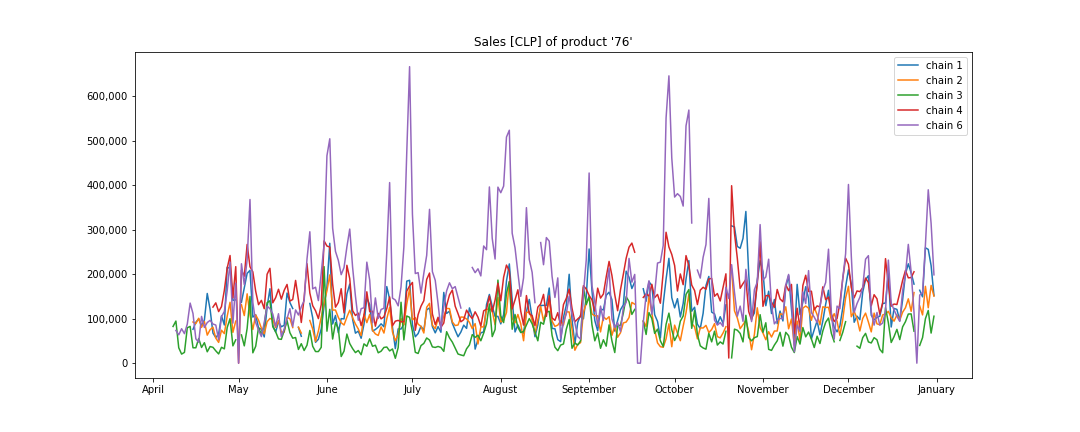 Sales [CLP] of product '76'
chain 1
chain 2
chain 3
chain 4
chain 6
600,000
500,000
400,000
300,000
200,000
100,000
0
April May June July August September October November December January